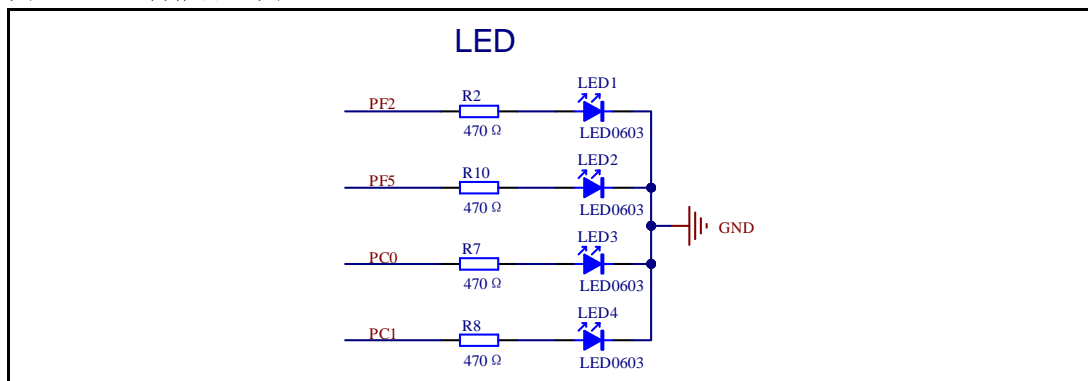 LED
LED1
PF2
R2
470 Ω
LED0603
LED2
PF5
R10
470 Ω
LED0603
GND
LED3
PC0
R7
470 Ω
LED0603
LED4
PC1
R8
470 Ω
LED0603